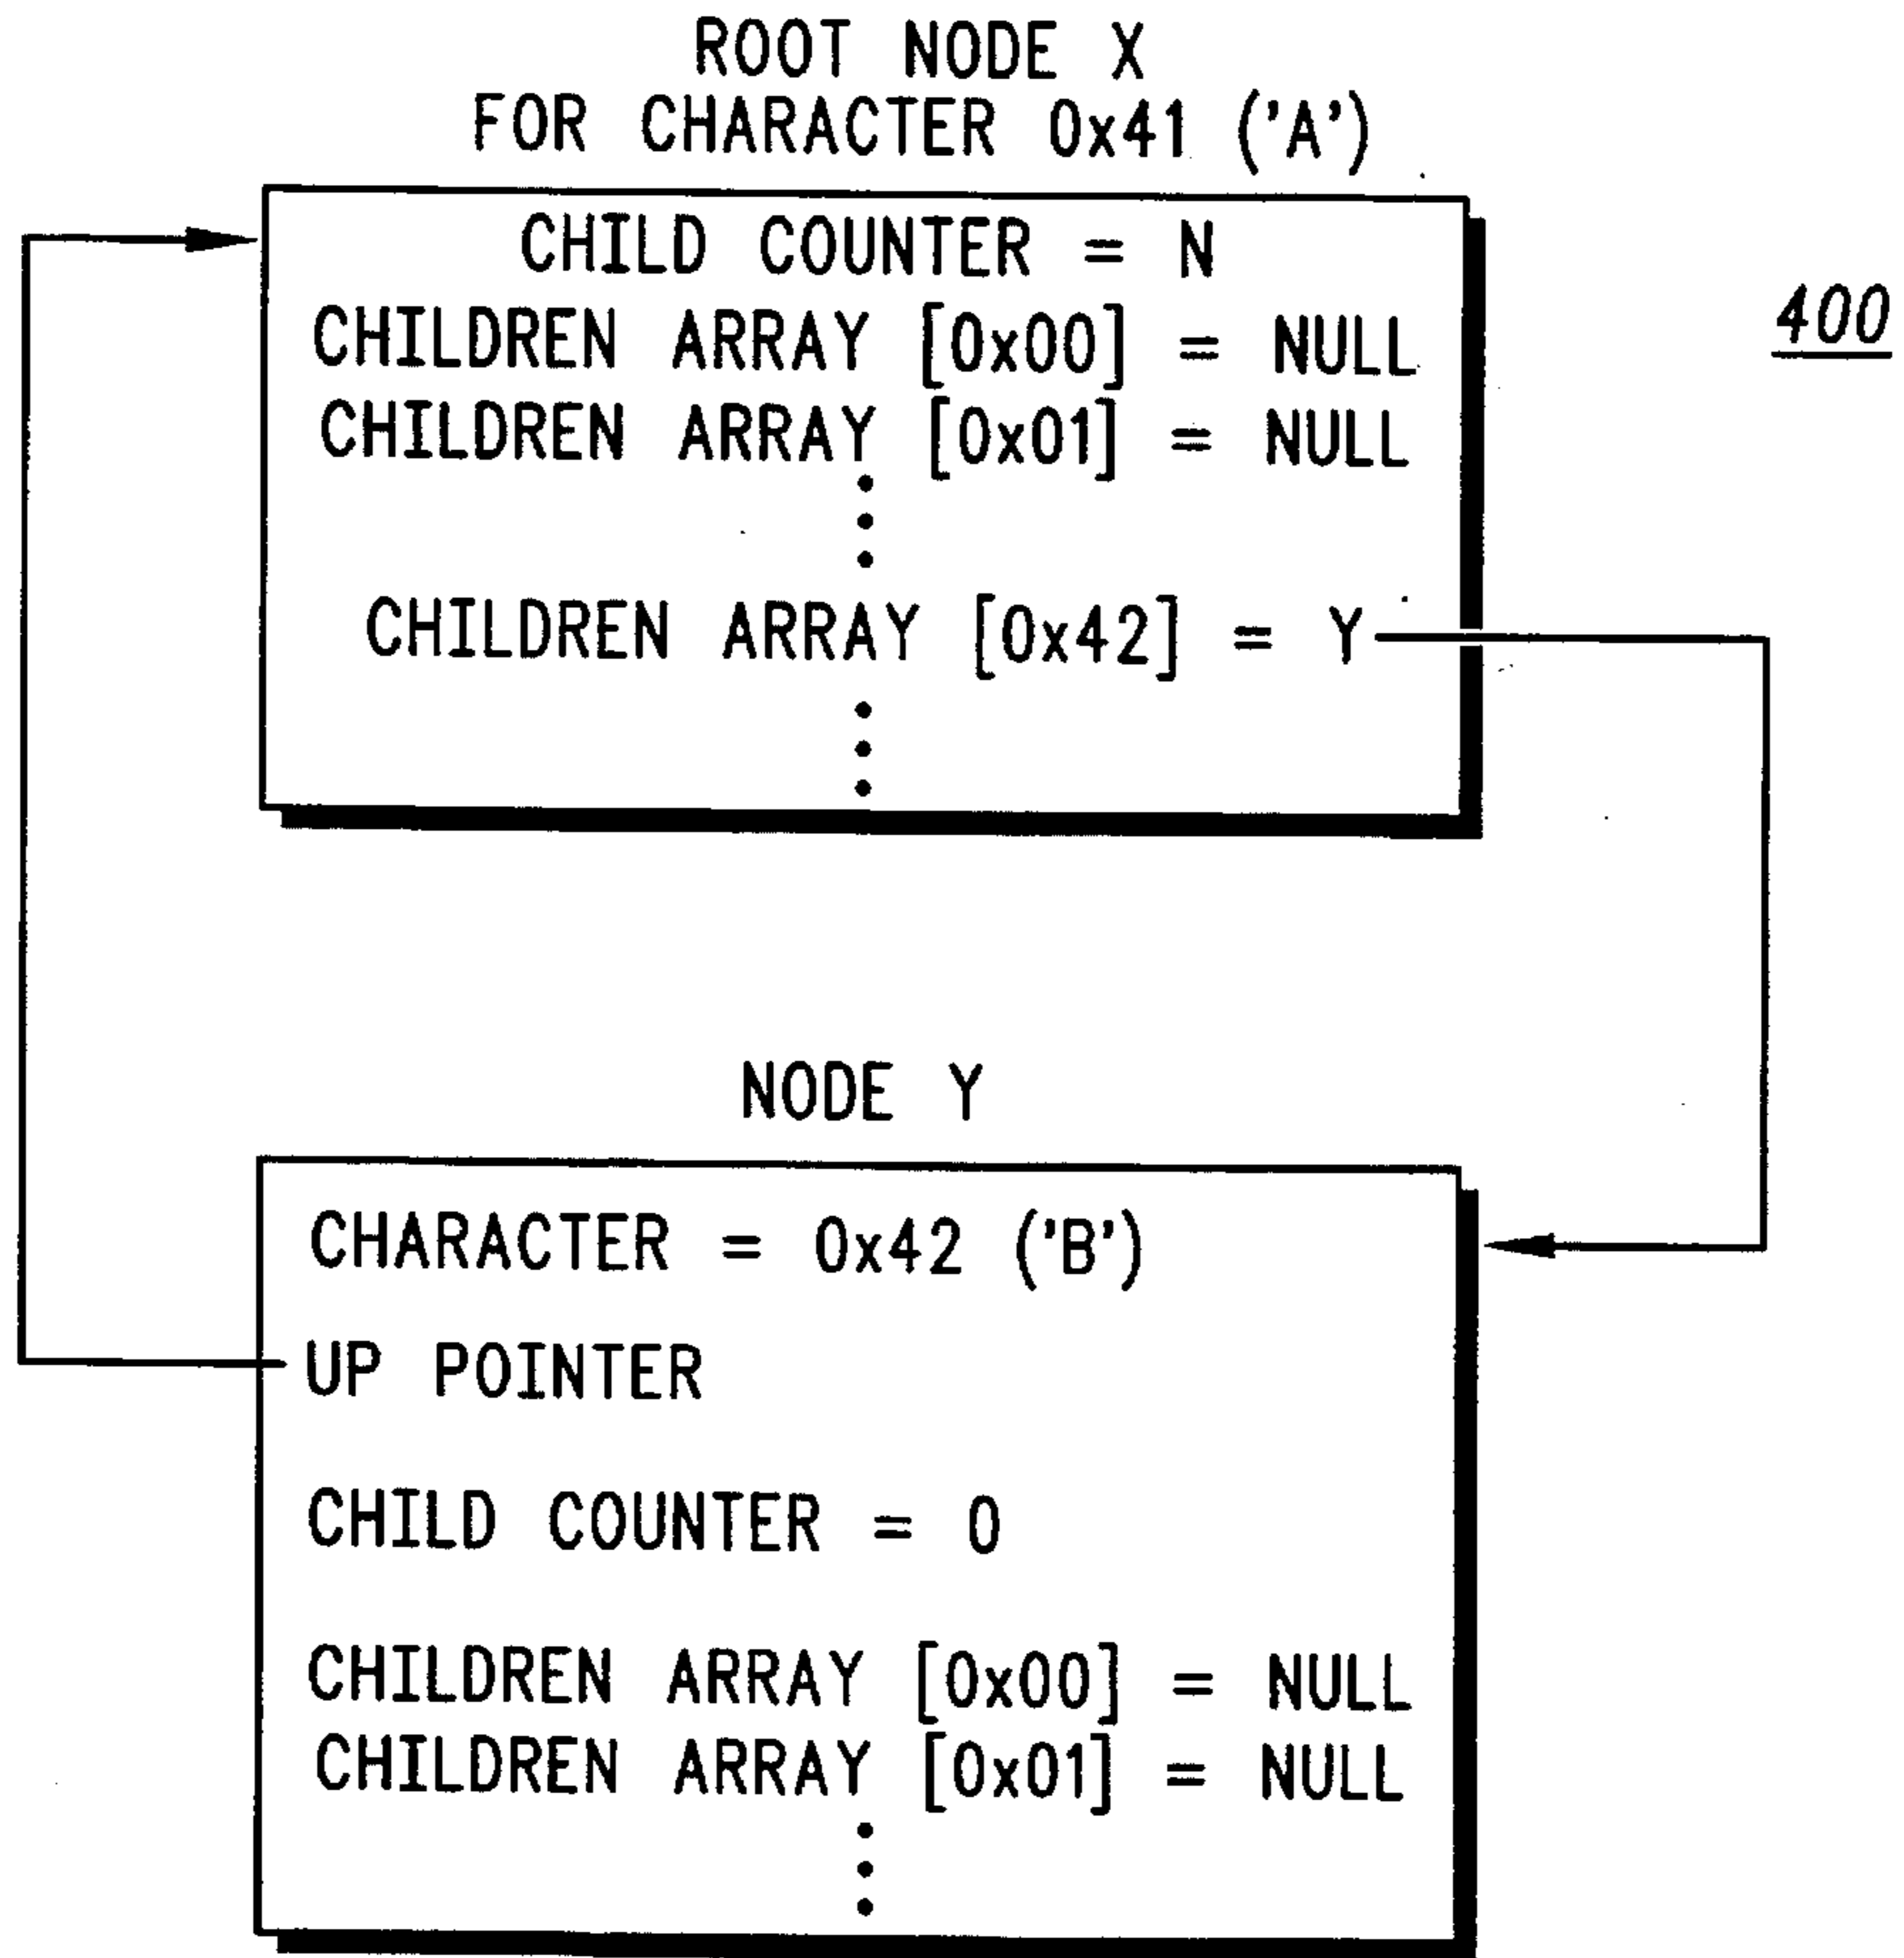 ROOT NODE X
FOR CHARACTER 0x41 ('A')
CHILD COUNTER = N
CHILDREN ARRAY [0x00] = NULL
CHILDREN ARRAY [0x01] = NULL
CHILDREN ARRAY [0x42] = Y
400
NODE Y
CHARACTER = 0x42 ('B')
UP POINTER
CHILD COUNTER = 0
CHILDREN ARRAY [0x00] = NULL
CHILDREN ARRAY [0x01] = NULL